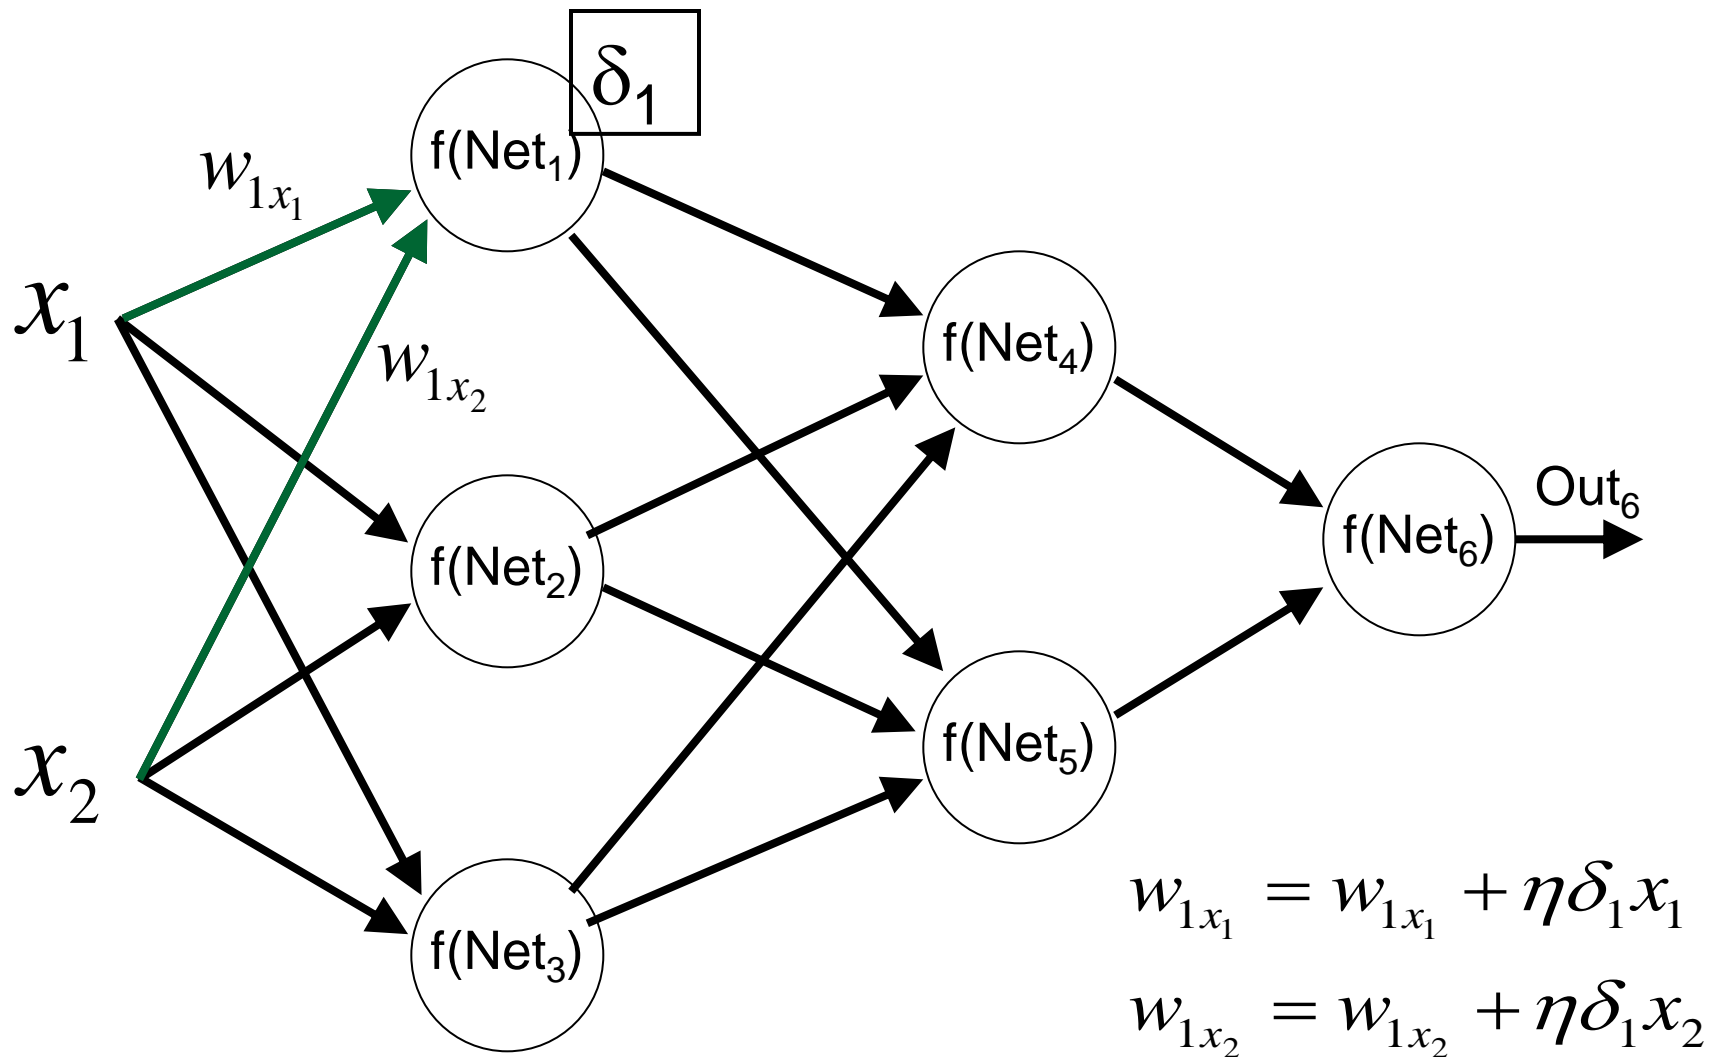 δ₁
f(Net₁)
w₁ₓ₁
x₁
w₁ₓ₂
f(Net₄)
f(Net₂)
Out₆
f(Net₆)
x₂
f(Net₅)
f(Net₃)
w₁ₓ₁ = w₁ₓ₁ + ηδ₁x₁
w₁ₓ₂ = w₁ₓ₂ + ηδ₁x₂